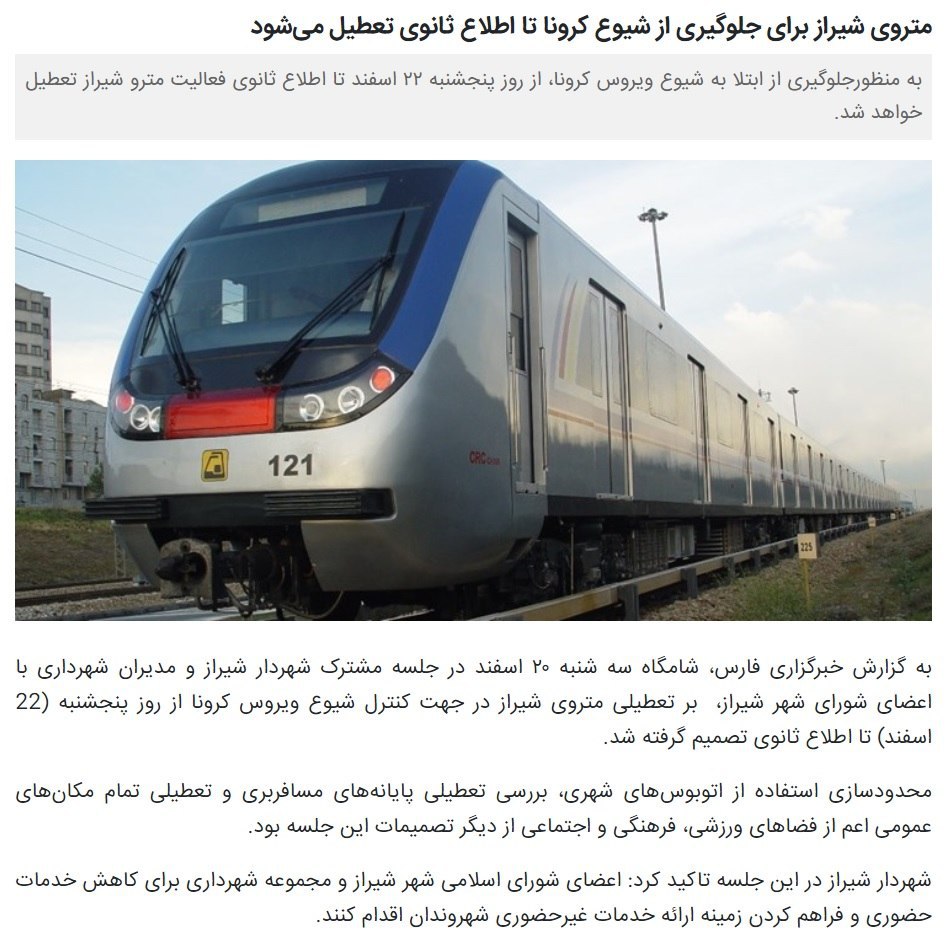 متروی شیراز برای جلوگیری از شیوع کرونا تا اطلاع ثانوی تعطیل می‌شود
به منظورجلوگیری از ابتلا به شیوع ویروس کرونا، از روز پنجشنبه ۲۲ اسفند تا اطلاع ثانوی فعالیت مترو شیراز تعطیل
خواهد شد.
121
CRC
225
به گزارش خبرگزاری فارس، شامگاه سه شنبه ۲۰ اسفند در جلسه مشترک شهردار شیراز و مدیران شهرداری با
اعضای شورای شهر شیراز،  بر تعطیلی متروی شیراز در جهت کنترل شیوع ویروس کرونا از روز پنجشنبه (22
اسفند) تا اطلاع ثانوی تصمیم گرفته شد.
محدودسازی استفاده از اتوبوس‌های شهری، بررسی تعطیلی پایانه‌های مسافربری و تعطیلی تمام مکان‌های
عمومی اعم از فضاهای ورزشی، فرهنگی و اجتماعی از دیگر تصمیمات این جلسه بود.
شهردار شیراز در این جلسه تاکید کرد: اعضای شورای اسلامی شهر شیراز و مجموعه شهرداری برای کاهش خدمات
حضوری و فراهم کردن زمینه ارائه خدمات غیرحضوری شهروندان اقدام کنند.